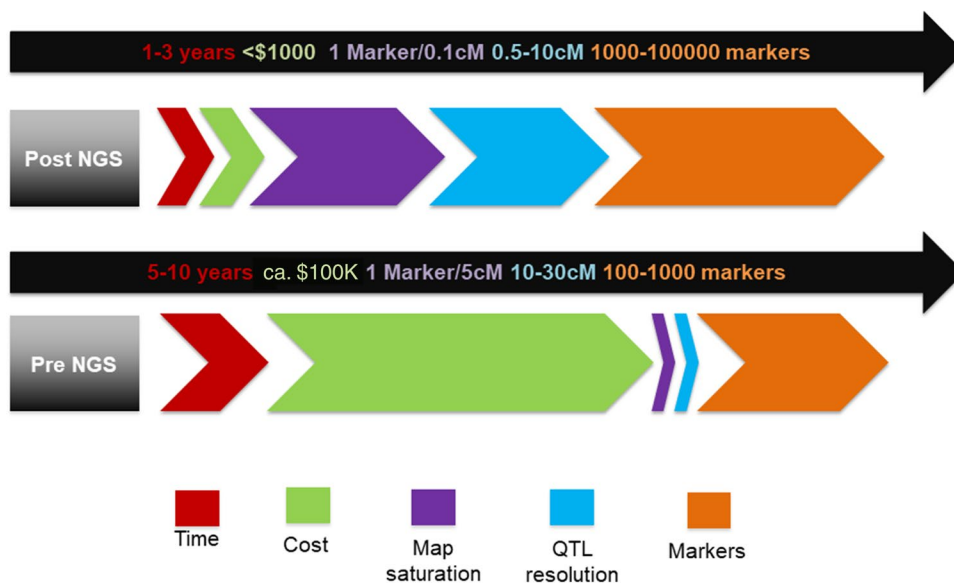 1-3 years <$1000 1 Marker/0.1cM 0.5-10cM 1000-100000 markers
Post NGS
5-10 years ca. $100K 1 Marker/5cM 10-30cM 100-1000 markers
Pre NGS
Time
Cost
Map
saturation
QTL
resolution
Markers